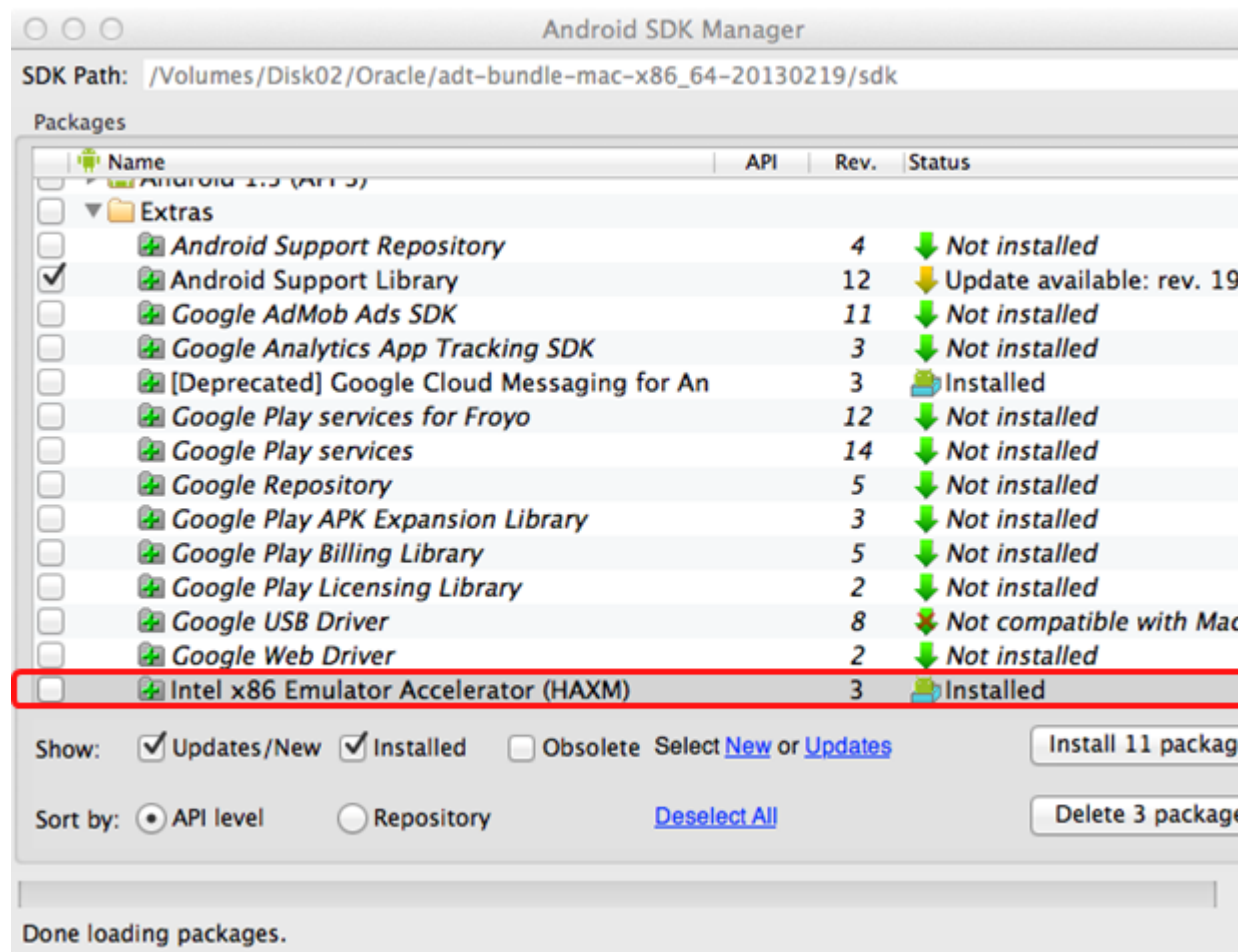 Android SDK Manager
SDK Path: /Volumes/Disk02/Oracle/adt-bundle-mac-x86_64-20130219/sdk
Packages
Name API Rev. Status
Android 1.5 (API 3)
Extras
Android Support Repository 4 Not installed
Android Support Library 12 Update available: rev. 19
Google AdMob Ads SDK 11 Not installed
Google Analytics App Tracking SDK 3 Not installed
[Deprecated] Google Cloud Messaging for An 3 Installed
Google Play services for Froyo 12 Not installed
Google Play services 14 Not installed
Google Repository 5 Not installed
Google Play APK Expansion Library 3 Not installed
Google Play Billing Library 5 Not installed
Google Play Licensing Library 2 Not installed
Google USB Driver 8 Not compatible with Mac
Google Web Driver 2 Not installed
Intel x86 Emulator Accelerator (HAXM) 3 Installed
Show: Updates/New Installed Obsolete Select New or Updates Install 11 packag
Sort by: API level Repository Deselect All Delete 3 package
Done loading packages.